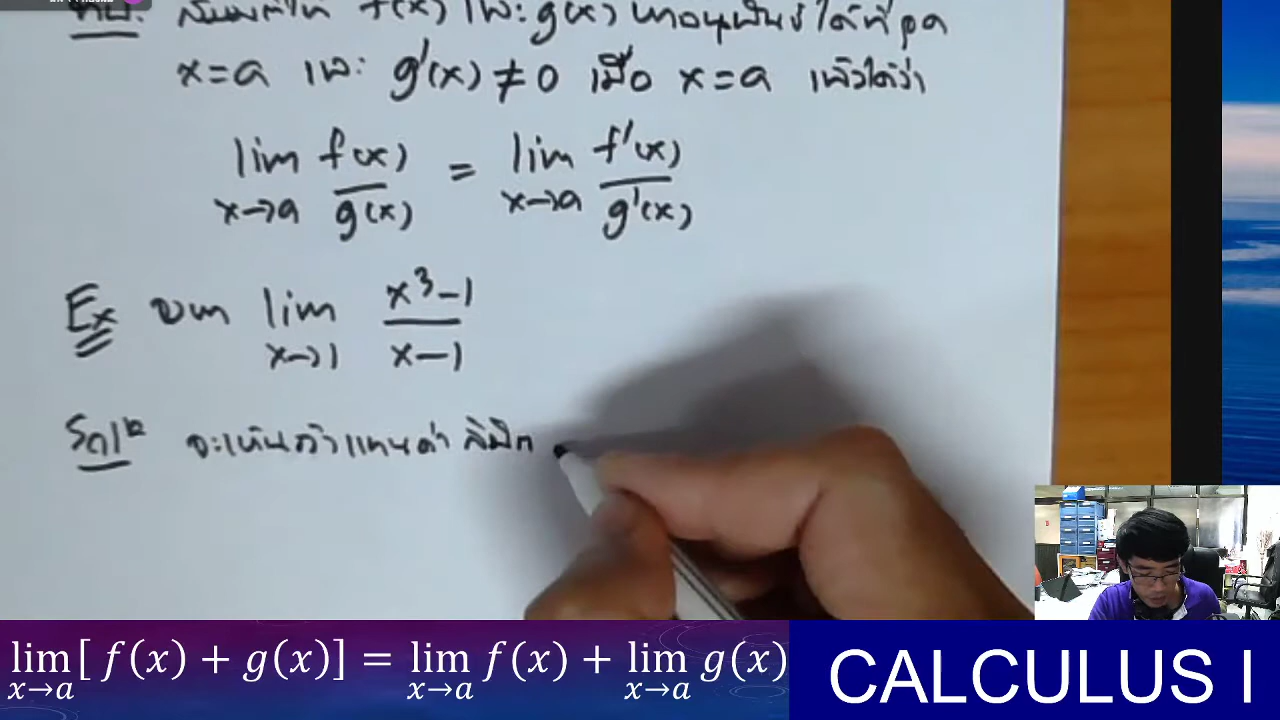 ทบ. สมมติให้ f(x) และ g(x) หาอนุพันธ์ได้ที่จุด
x=a และ g'(x) ≠ 0 เมื่อ x=a แล้วได้ว่า
lim x→a f(x)/g(x) = lim x→a f'(x)/g'(x)
Ex จงหา lim x→1 x³-1/x-1
Solⁿ จะเห็นว่าแทนค่า ลิมิต
lim x→a [ f(x) + g(x)] = lim x→a f(x) + lim x→a g(x)
CALCULUS I